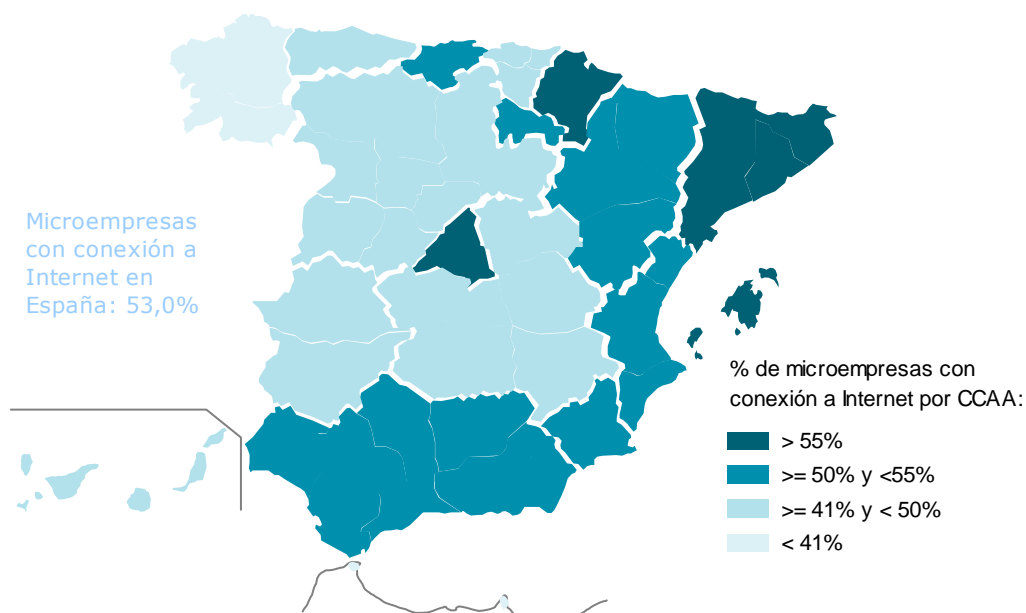 Microempresas
con conexión a
Internet en
España: 53,0%
% de microempresas con
conexión a Internet por CCAA:
> 55%
>= 50% y <55%
>= 41% y < 50%
< 41%